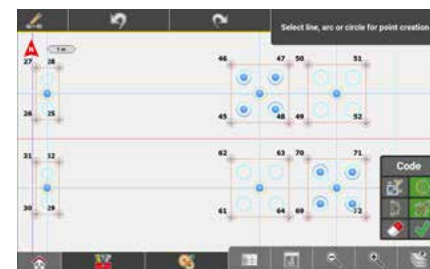 Select line, arc or circle for point creation
N
1 m
27 28
46 47 50 51
26 25
45 48 49 52
31 32
62 63 70 71
Code
30 29
61 64 69 72